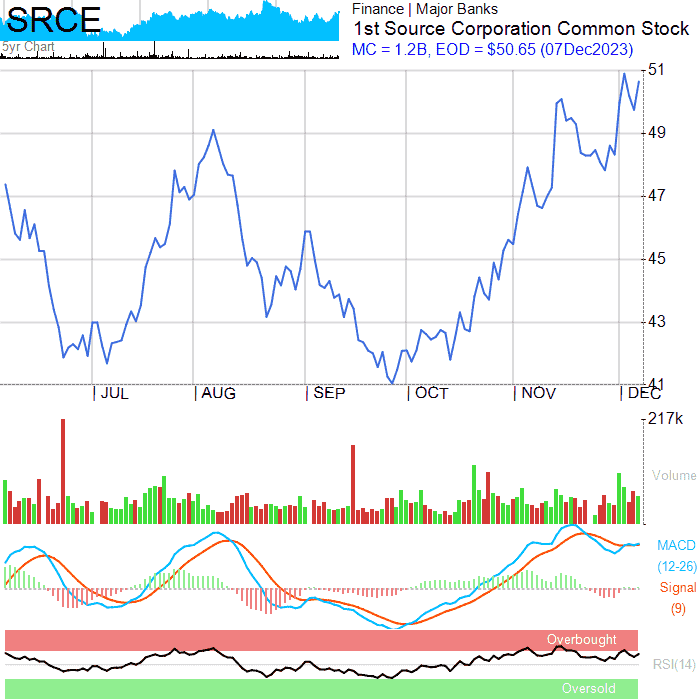 SRCE
5yr Chart
Finance | Major Banks
1st Source Corporation Common Stock
MC = 1.2B, EOD = $50.65 (07Dec2023)
51
49
47
45
43
41
JUL
AUG
SEP
OCT
NOV
DEC
217k
Volume
MACD
(12-26)
Signal
(9)
Overbought
RSI(14)
Oversold